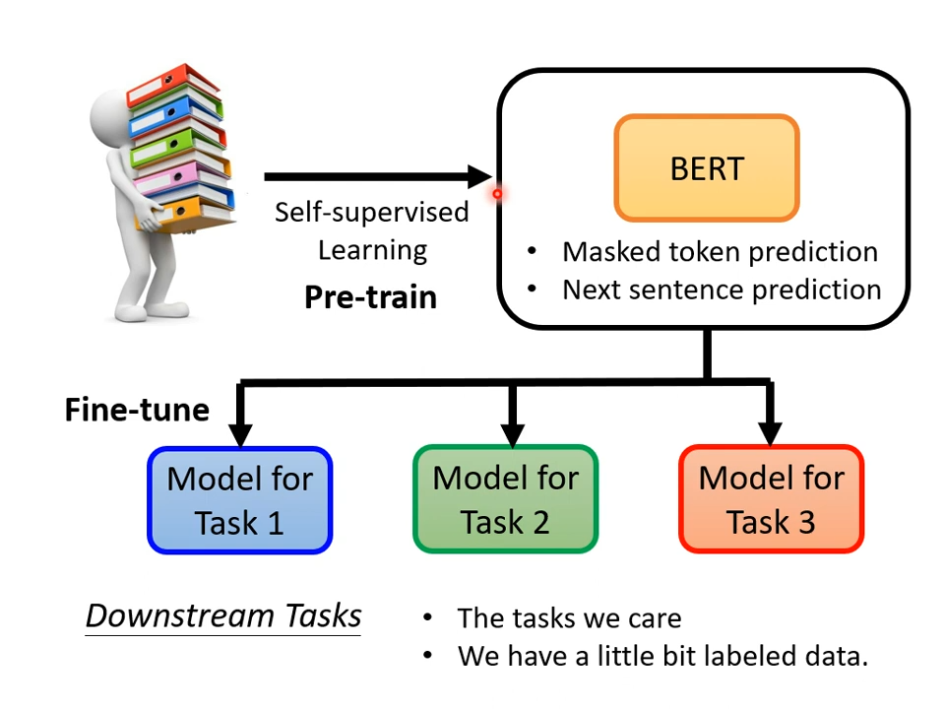 BERT
Self-supervised
Learning
Pre-train
• Masked token prediction
• Next sentence prediction
Fine-tune
Model for
Task 1
Model for
Task 2
Model for
Task 3
Downstream Tasks
• The tasks we care
• We have a little bit labeled data.